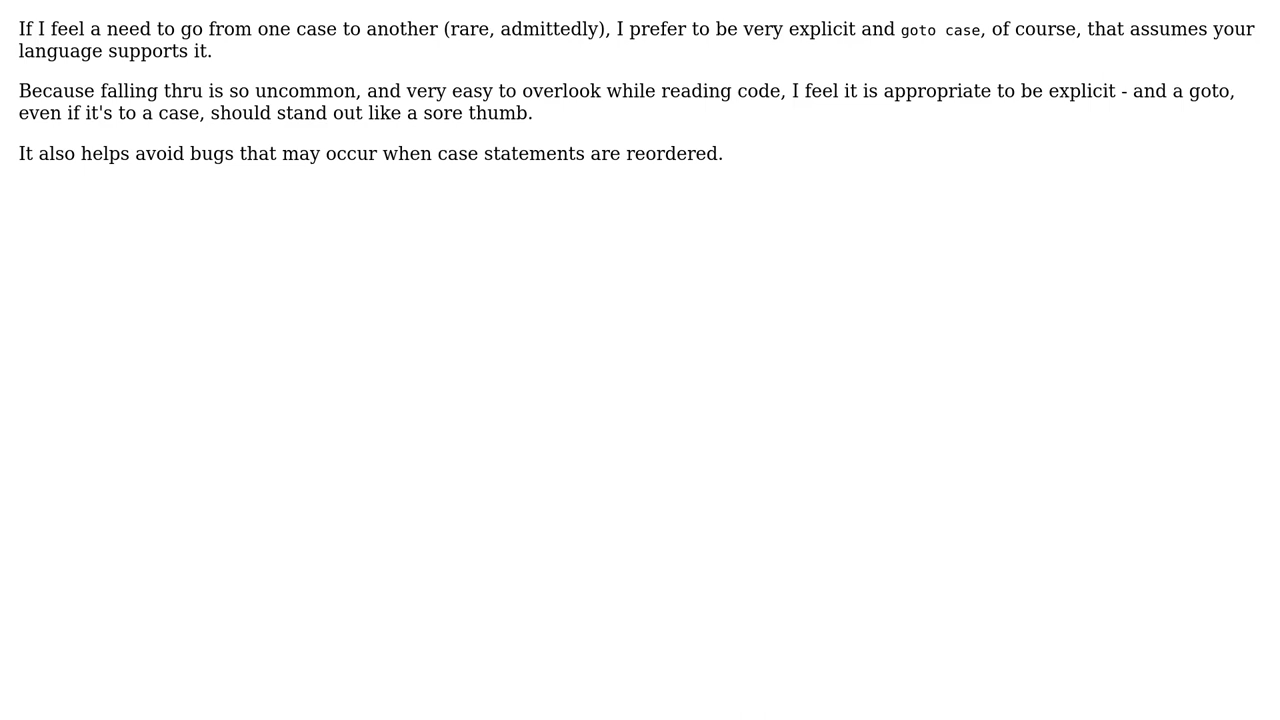 If I feel a need to go from one case to another (rare, admittedly), I prefer to be very explicit and goto case, of course, that assumes your
language supports it.
Because falling thru is so uncommon, and very easy to overlook while reading code, I feel it is appropriate to be explicit - and a goto,
even if it's to a case, should stand out like a sore thumb.
It also helps avoid bugs that may occur when case statements are reordered.